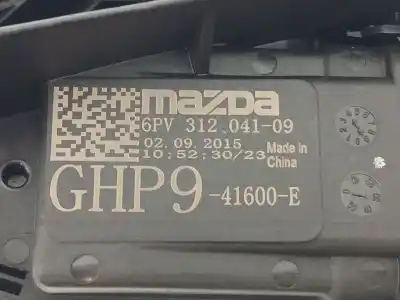 mazda
6PV 312 041-09
02.09.2015
10:52:30/23
Made in
China
GHP9-41600-E